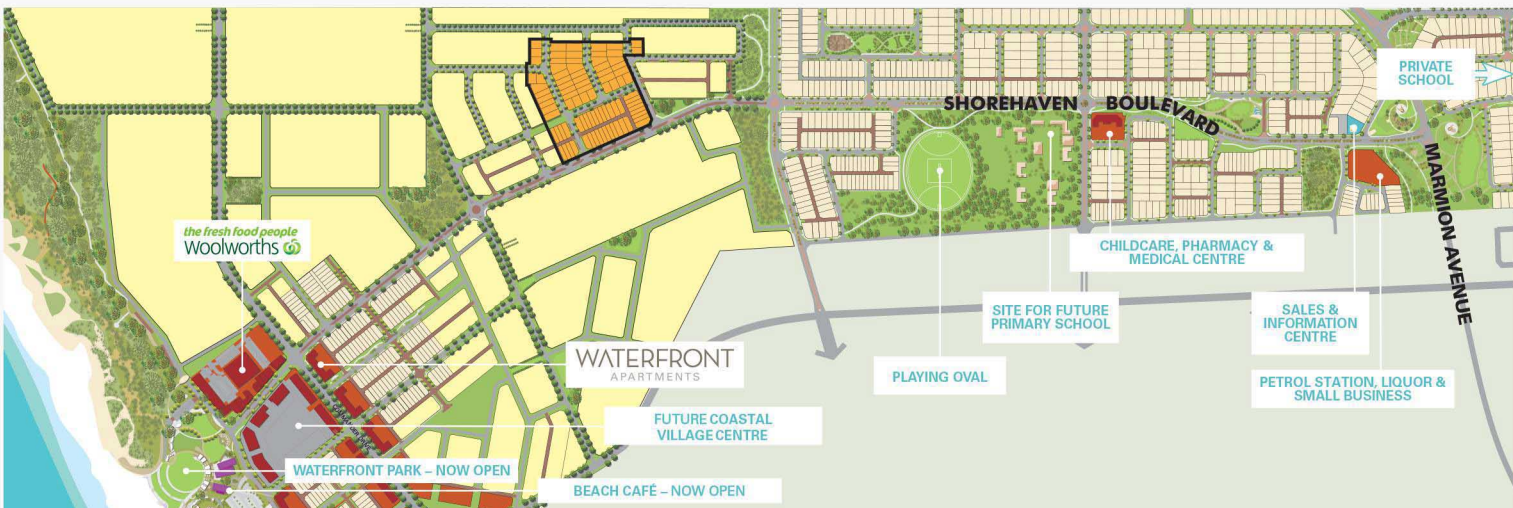 PRIVATE
SCHOOL
SHOREHAVEN BOULEVARD
MARMION AVENUE
the fresh food people
woolworths
CHILDCARE, PHARMACY &
MEDICAL CENTRE
SITE FOR FUTURE
PRIMARY SCHOOL
SALES &
INFORMATION
CENTRE
WATERFRONT
APARTMENTS
PLAYING OVAL
PETROL STATION, LIQUOR &
SMALL BUSINESS
FUTURE COASTAL
VILLAGE CENTRE
WATERFRONT PARK – NOW OPEN
BEACH CAFÉ – NOW OPEN